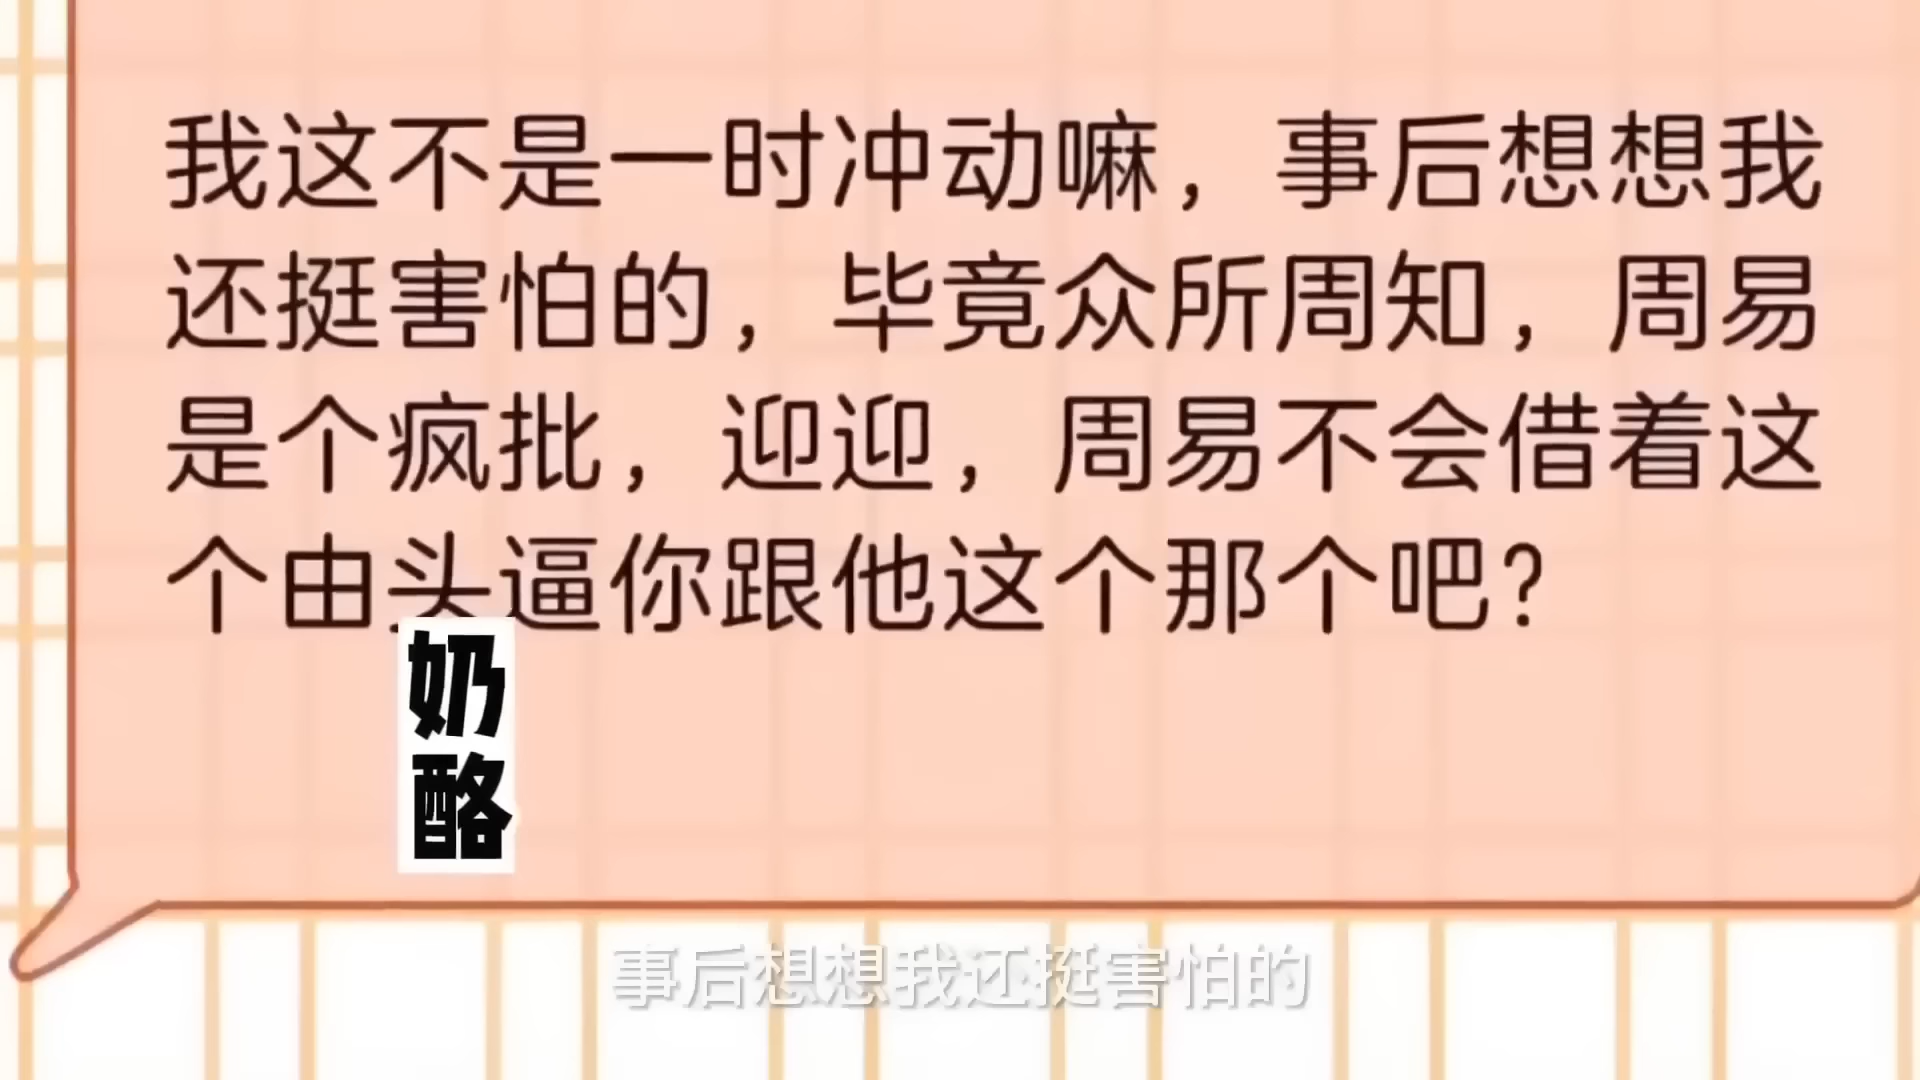 我这不是一时冲动嘛，事后想想我
还挺害怕的，毕竟众所周知，周易
是个疯批，迎迎，周易不会借着这
个由头逼你跟他这个那个吧？
奶酪
事后想想我还挺害怕的